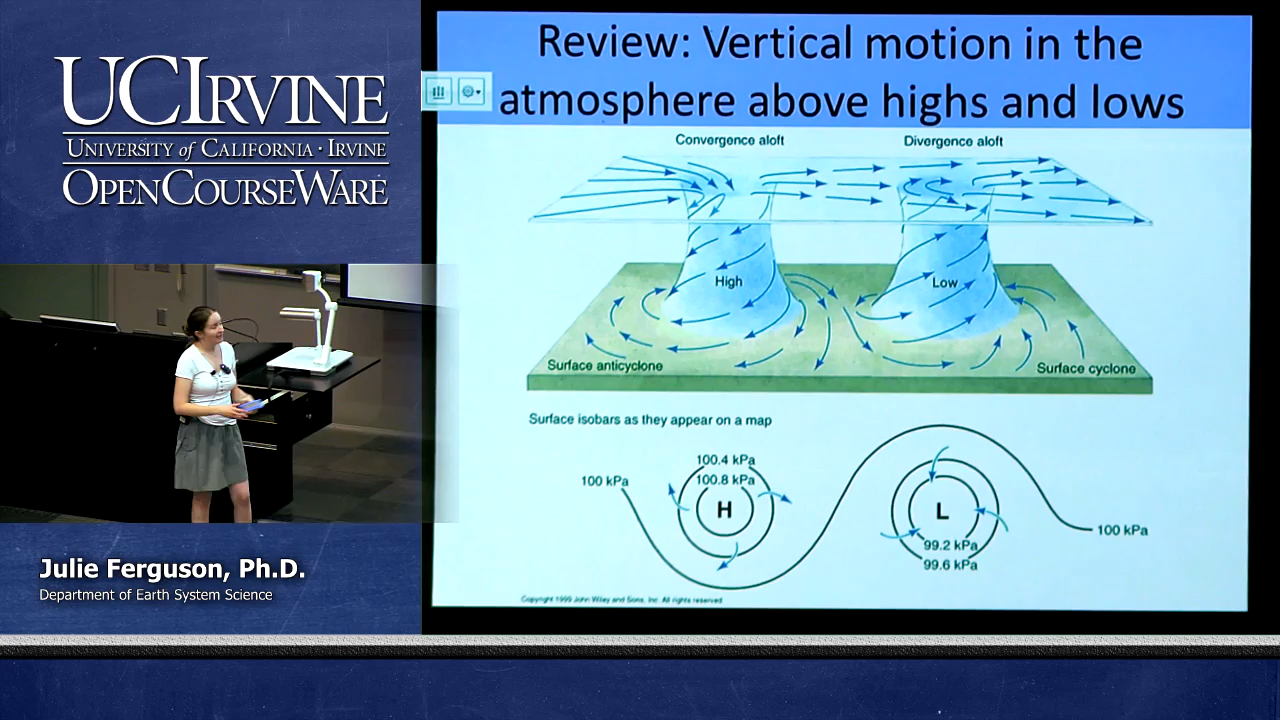 UCIRVINE
UNIVERSITY of CALIFORNIA · IRVINE
OPENCOURSEWARE
Julie Ferguson, Ph.D.
Department of Earth System Science
Review: Vertical motion in the
atmosphere above highs and lows
Convergence aloft
Divergence aloft
High
Low
Surface anticyclone
Surface cyclone
Surface isobars as they appear on a map
100 kPa
100.4 kPa
100.8 kPa
H
L
99.2 kPa
99.6 kPa
100 kPa
Copyright 1999 John Wiley and Sons, Inc. All rights reserved